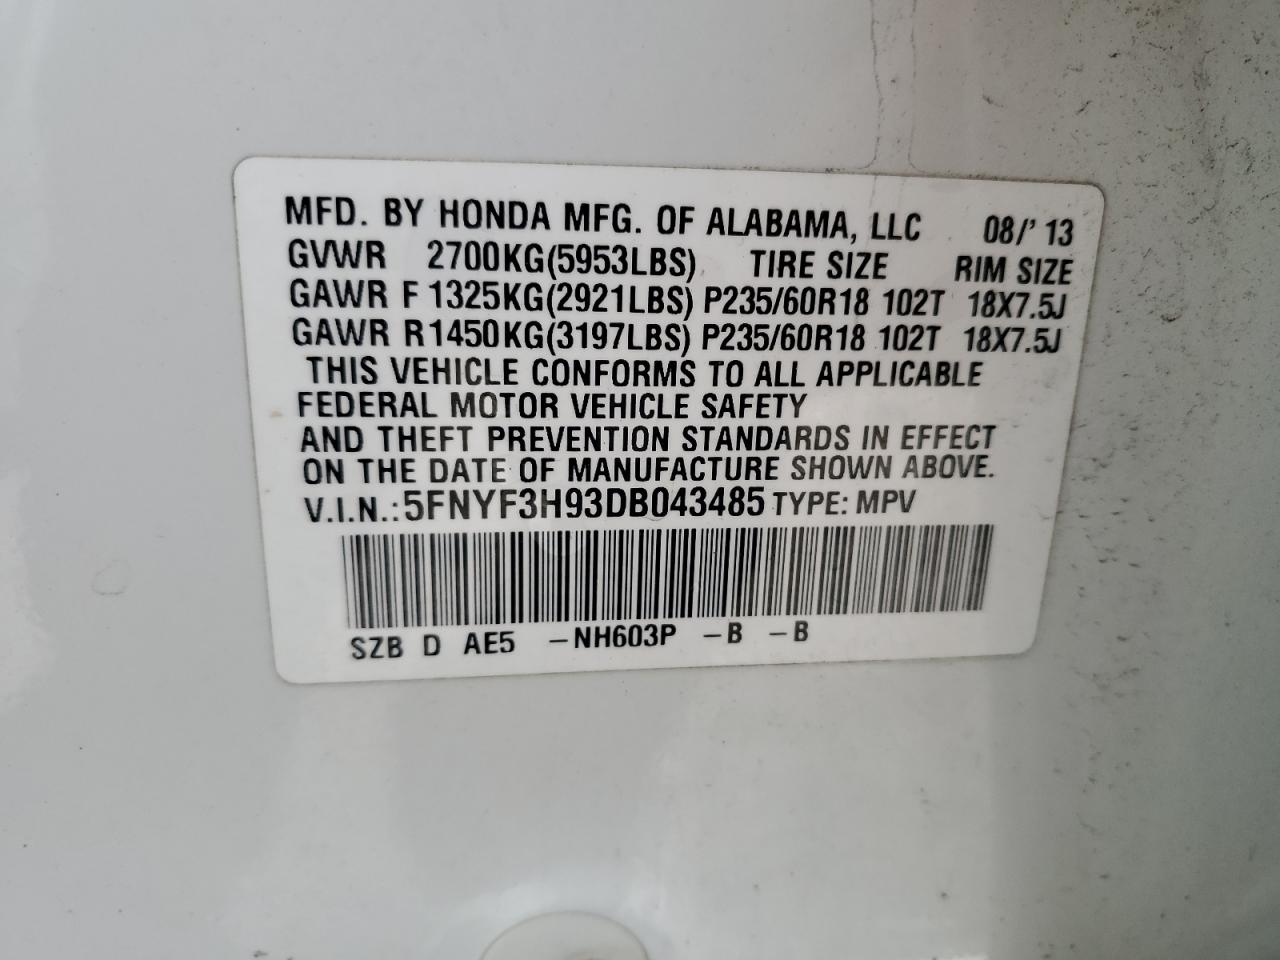 MFD. BY HONDA MFG. OF ALABAMA, LLC 08/' 13
GVWR 2700KG(5953LBS) TIRE SIZE RIM SIZE
GAWR F 1325KG(2921LBS) P235/60R18 102T 18X7.5J
GAWR R1450KG(3197LBS) P235/60R18 102T 18X7.5J
THIS VEHICLE CONFORMS TO ALL APPLICABLE
FEDERAL MOTOR VEHICLE SAFETY
AND THEFT PREVENTION STANDARDS IN EFFECT
ON THE DATE OF MANUFACTURE SHOWN ABOVE.
V.I.N.:5FNYF3H93DB043485 TYPE: MPV
SZB D AE5 –NH603P –B –B